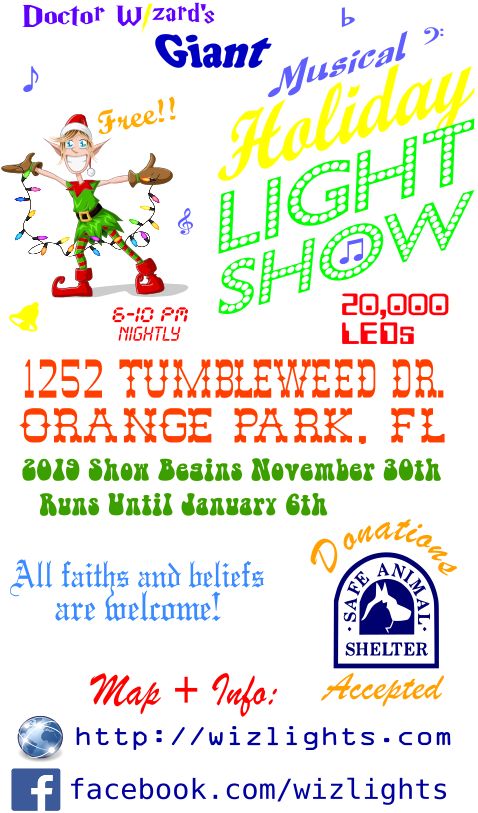 Doctor Wizard's
Giant
Musical
Free!!
Holiday
LIGHT
SHOW
6-10 PM
NIGHTLY
20,000
LEDs
1252 TUMBLEWEED DR.
ORANGE PARK, FL
2019 Show Begins November 30th
Runs Until January 6th
All faiths and beliefs
are welcome!
Donations
SAFE ANIMAL
SHELTER
Accepted
Map + Info:
http://wizlights.com
f facebook.com/wizlights